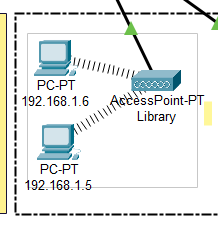 PC-PT
192.168.1.6
AccessPoint-PT
Library
PC-PT
192.168.1.5